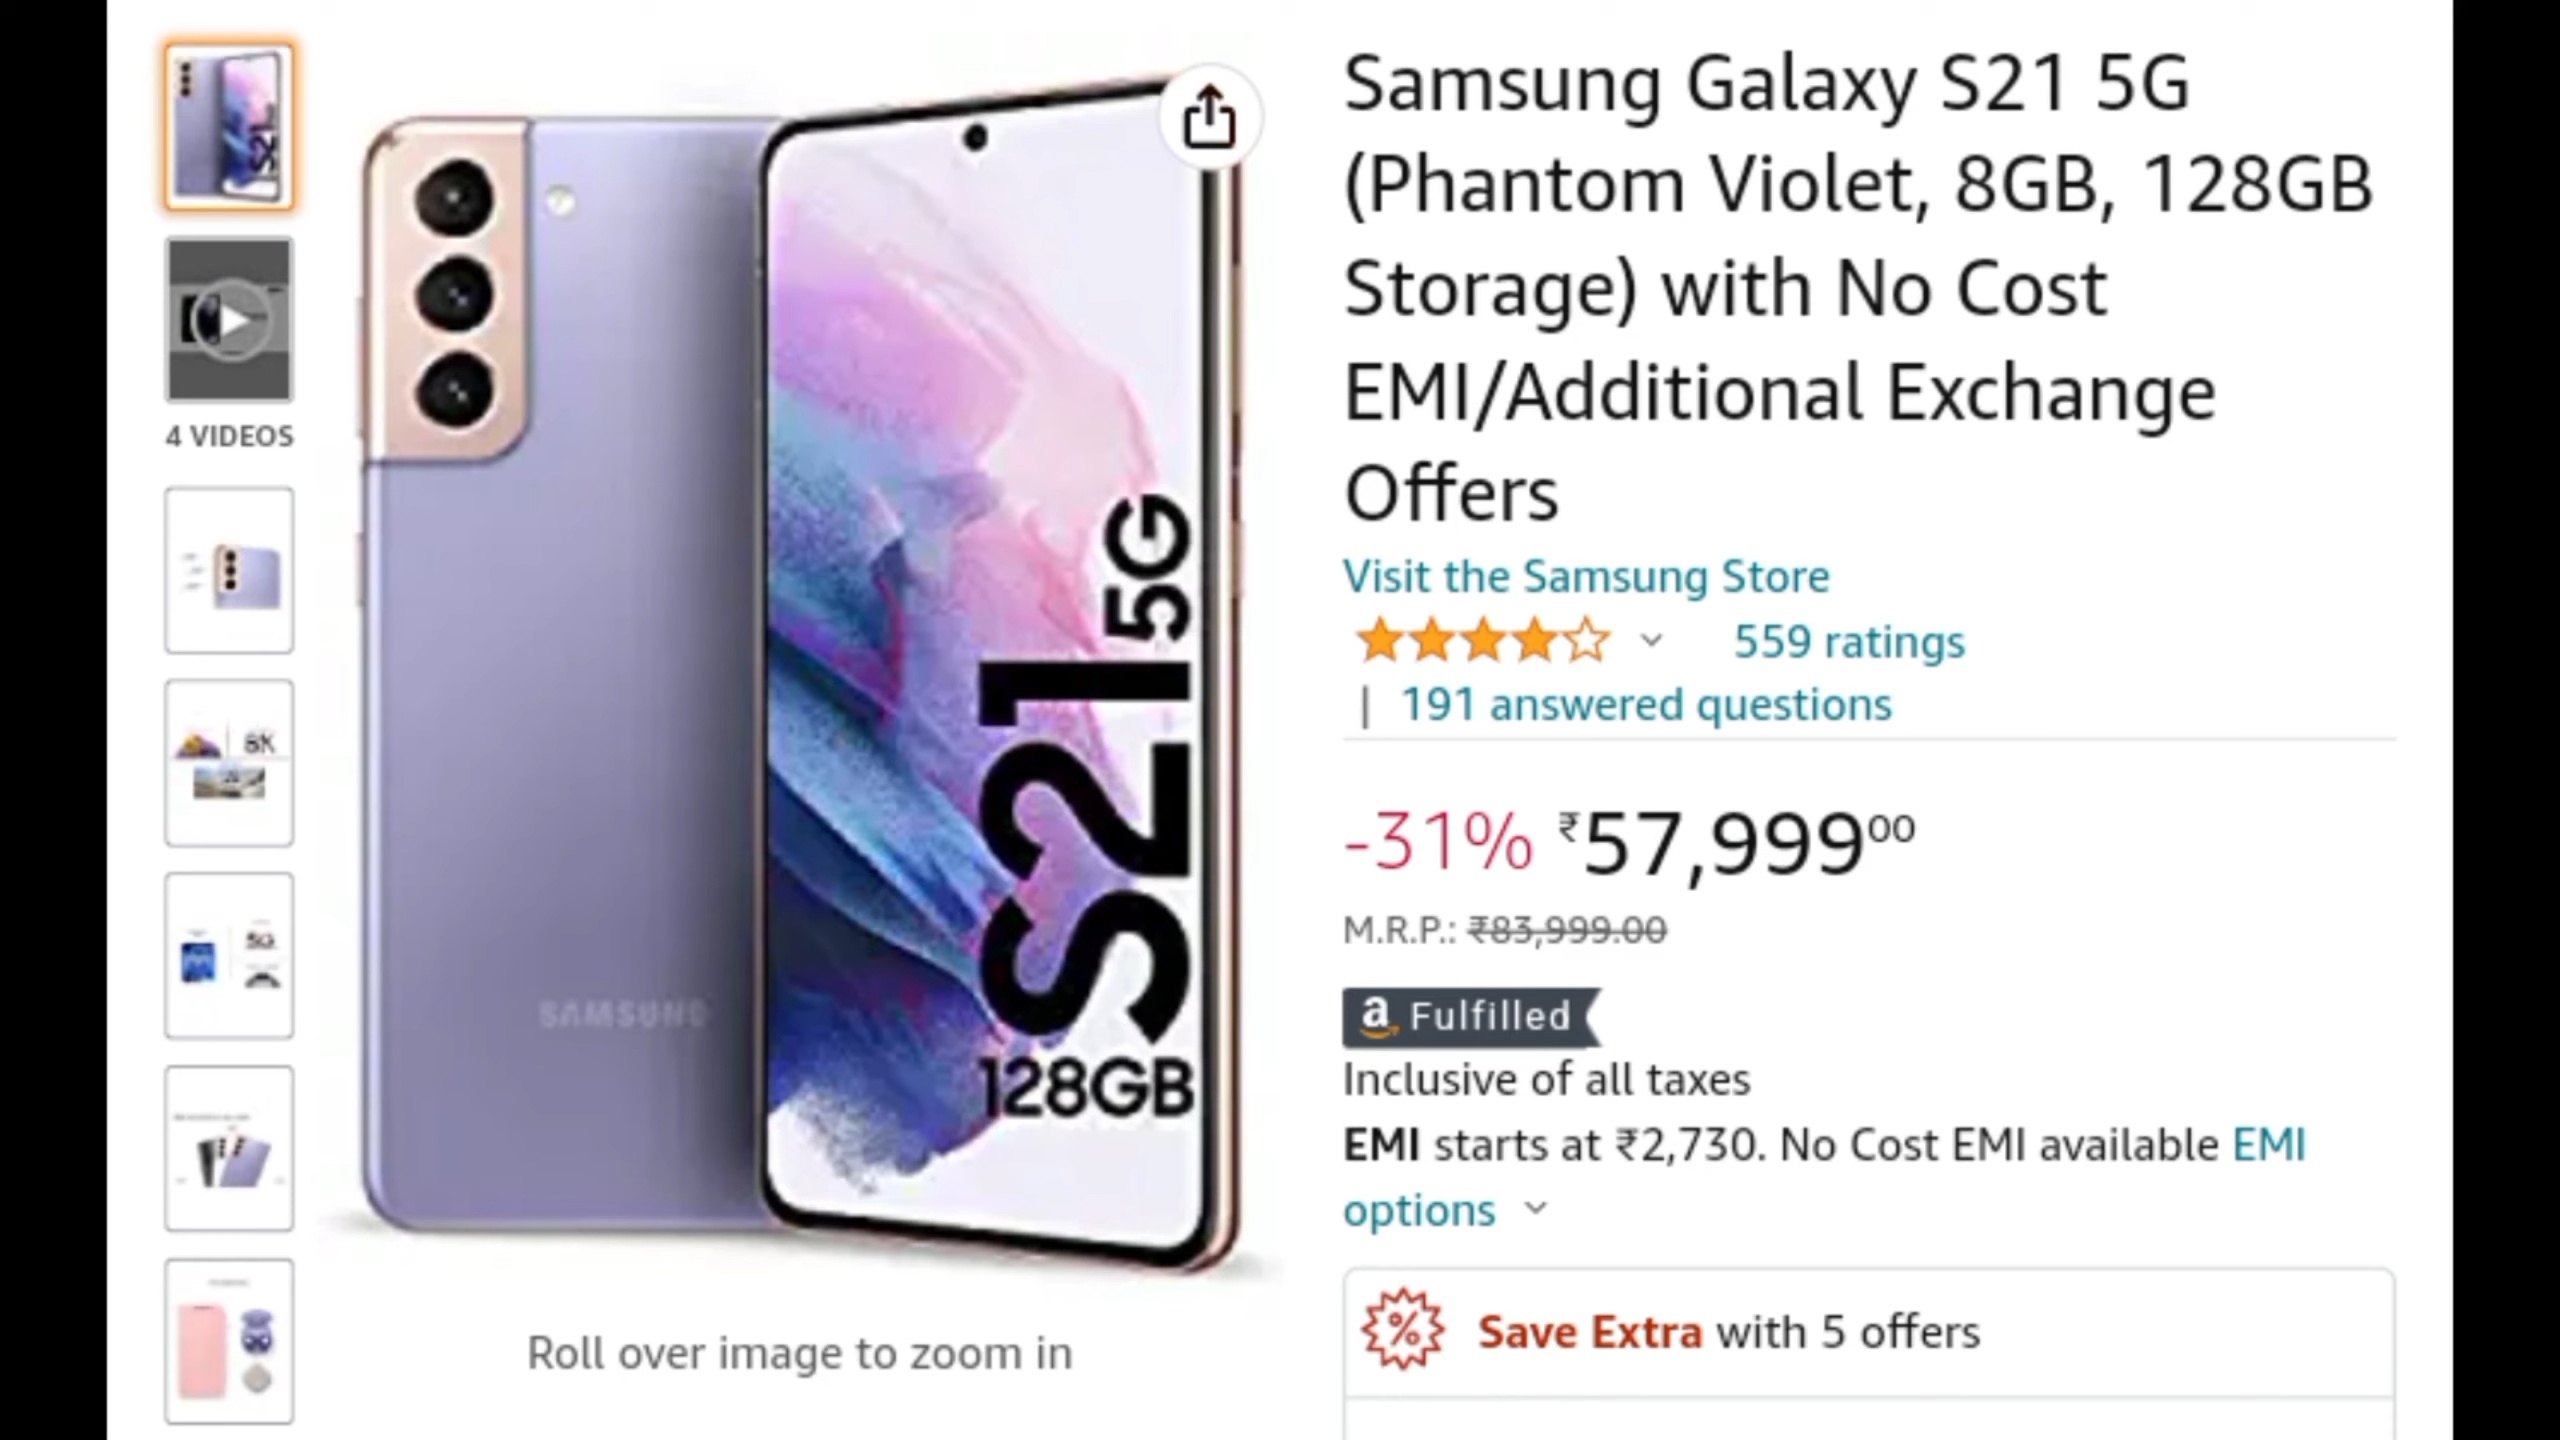 4 VIDEOS
8K
5G
SAMSUNG
S21 5G
128GB
Roll over image to zoom in
Samsung Galaxy S21 5G
(Phantom Violet, 8GB, 128GB
Storage) with No Cost
EMI/Additional Exchange
Offers
Visit the Samsung Store
559 ratings
| 191 answered questions
-31% ₹57,99900
M.R.P.: ₹83,999.00
a Fulfilled
Inclusive of all taxes
EMI starts at ₹2,730. No Cost EMI available EMI
options
% Save Extra with 5 offers